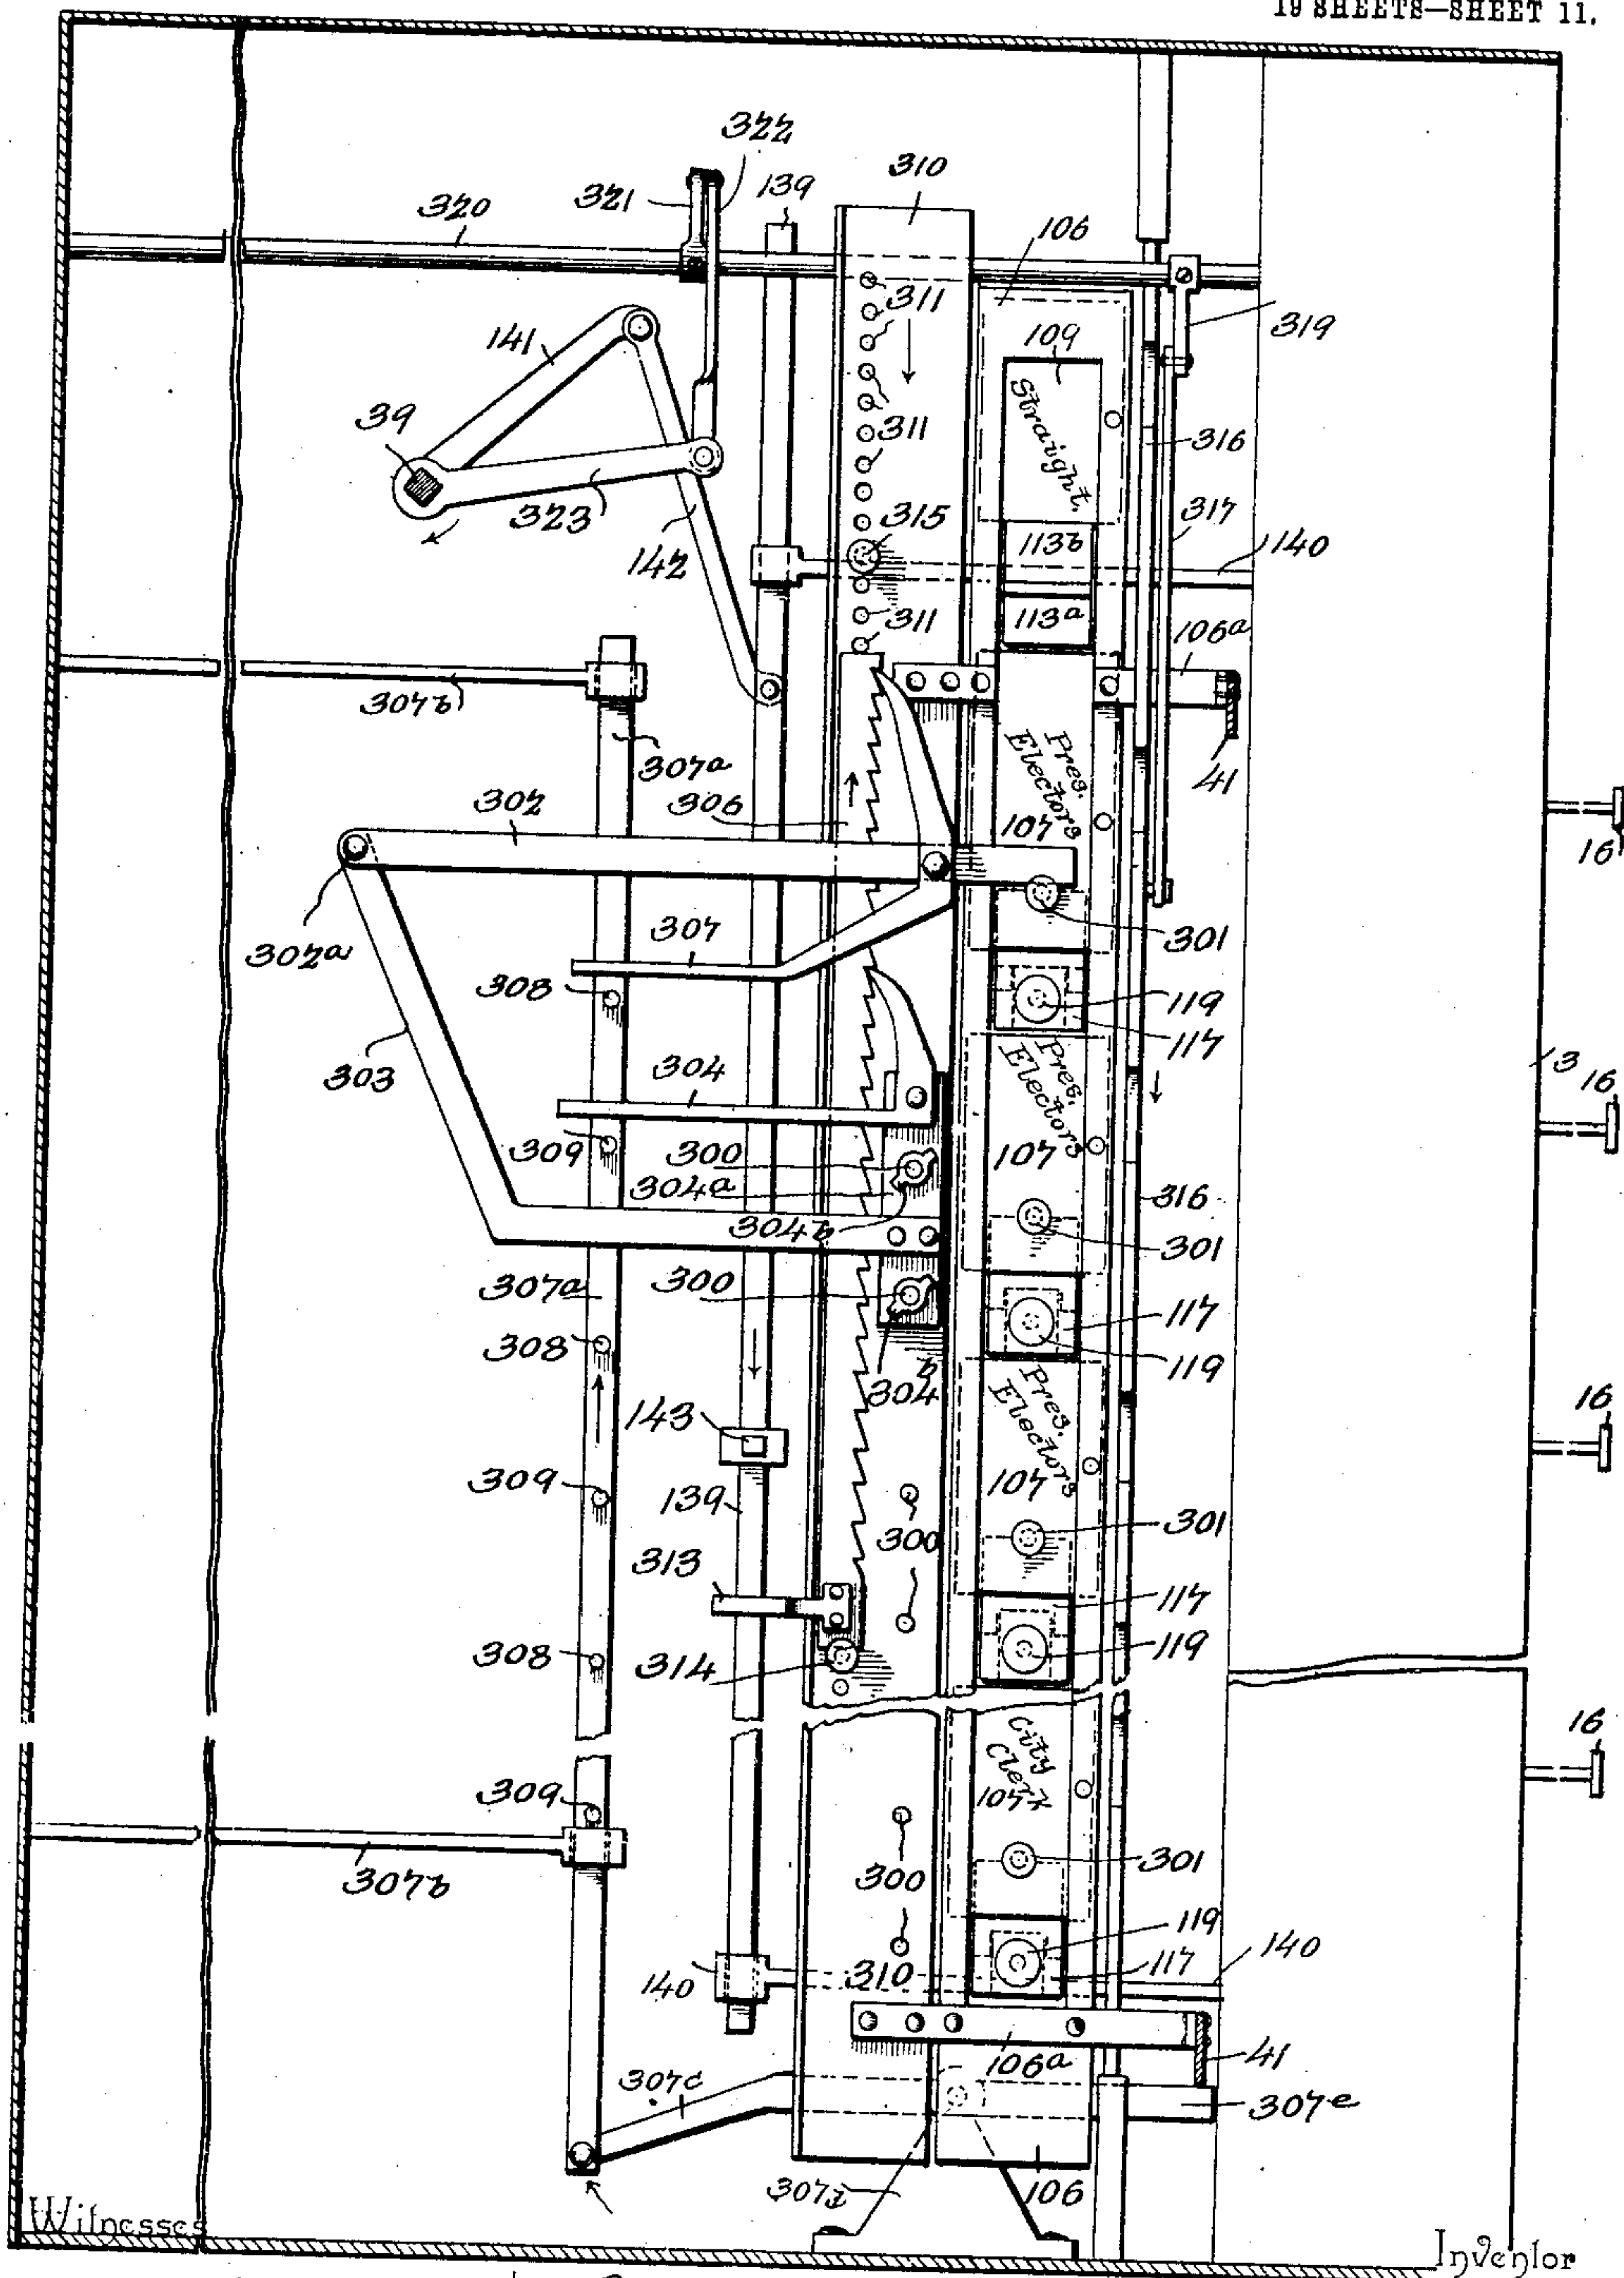 19 SHEETS—SHEET 11.
322
310
321
139
320
106
311
319
109
141
Straight.
311
39
316
323
315
317
142
113b
140
113a
311
106a
307b
307a
41
Pres.
Electors
302
306
107
16
302a
307
301
308
119
117
3
Pres.
Electors
303
304
16
309
300
107
304a
316
304b
301
307a
300
117
308
119
b
304
Pres.
Electors
143
16
309
107
139
300
301
313
117
308
119
314
City
Clerk
16
107x
309
301
300
307b
119
140
117
140
310
106a
41
307c
307e
307d
106
Witnesses
Inventor